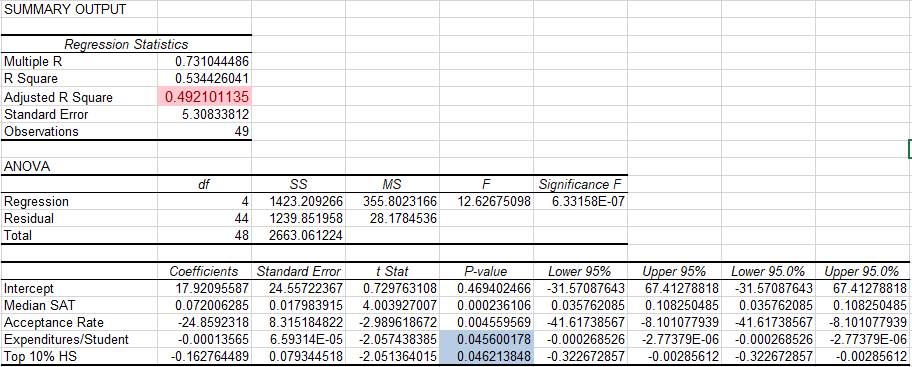 SUMMARY OUTPUT
Regression Statistics
Multiple R 0.731044486
R Square 0.534426041
Adjusted R Square 0.492101135
Standard Error 5.30833812
Observations 49
ANOVA
df SS MS F Significance F
Regression 4 1423.209266 355.8023166 12.62675098 6.33158E-07
Residual 44 1239.851958 28.1784536
Total 48 2663.061224
Coefficients Standard Error t Stat P-value Lower 95% Upper 95% Lower 95.0% Upper 95.0%
Intercept 17.92095587 24.55722367 0.729763108 0.469402466 -31.57087643 67.41278818 -31.57087643 67.41278818
Median SAT 0.072006285 0.017983915 4.003927007 0.000236106 0.035762085 0.108250485 0.035762085 0.108250485
Acceptance Rate -24.8592318 8.315184822 -2.989618672 0.004559569 -41.61738567 -8.101077939 -41.61738567 -8.101077939
Expenditures/Student -0.00013565 6.59314E-05 -2.057438385 0.045600178 -0.000268526 -2.77379E-06 -0.000268526 -2.77379E-06
Top 10% HS -0.162764489 0.079344518 -2.051364015 0.046213848 -0.322672857 -0.00285612 -0.322672857 -0.00285612